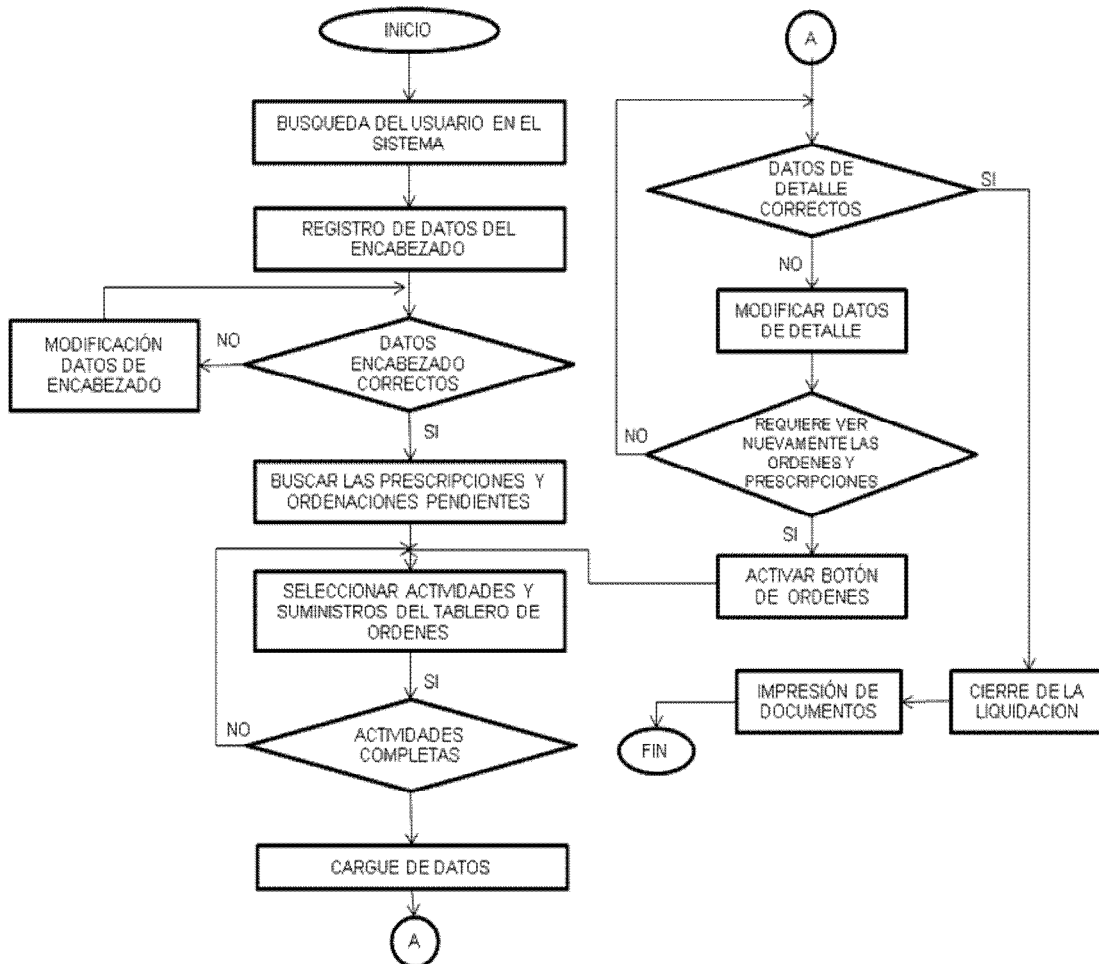 INICIO
BUSQUEDA DEL USUARIO EN EL
SISTEMA
REGISTRO DE DATOS DEL
ENCABEZADO
MODIFICACIÓN
DATOS DE
ENCABEZADO
NO
DATOS
ENCABEZADO
CORRECTOS
SI
BUSCAR LAS PRESCRIPCIONES Y
ORDENACIONES PENDIENTES
SELECCIONAR ACTIVIDADES Y
SUMINISTROS DEL TABLERO DE
ORDENES
SI
NO
ACTIVIDADES
COMPLETAS
CARGUE DE DATOS
A
A
DATOS DE
DETALLE
CORRECTOS
SI
NO
MODIFICAR DATOS
DE DETALLE
NO
REQUIERE VER
NUEVAMENTE LAS
ORDENES Y
PRESCRIPCIONES
SI
ACTIVAR BOTÓN
DE ORDENES
IMPRESIÓN DE
DOCUMENTOS
CIERRE DE LA
LIQUIDACION
FIN